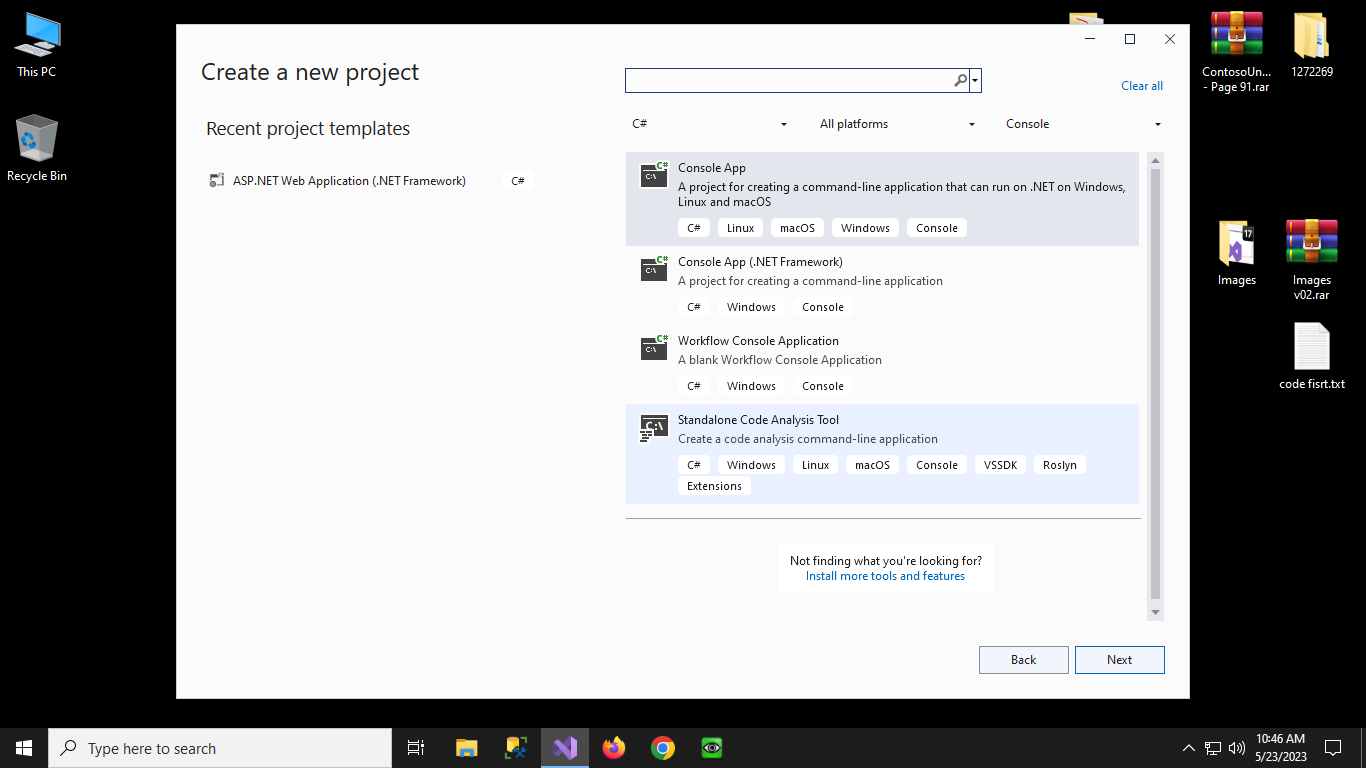 This PC
Recycle Bin
Create a new project
Clear all
Recent project templates
ASP.NET Web Application (.NET Framework) C#
C# All platforms Console
C#
C:\
Console App
A project for creating a command-line application that can run on .NET on Windows,
Linux and macOS
C# Linux macOS Windows Console
C#
C:\
Console App (.NET Framework)
A project for creating a command-line application
C# Windows Console
C#
C:\
Workflow Console Application
A blank Workflow Console Application
C# Windows Console
C:\
Standalone Code Analysis Tool
Create a code analysis command-line application
C# Windows Linux macOS Console VSSDK Roslyn
Extensions
Not finding what you're looking for?
Install more tools and features
Back Next
ContosoUn...
- Page 91.rar
1272269
17
Images
Images
v02.rar
code fisrt.txt
Type here to search
10:46 AM
5/23/2023